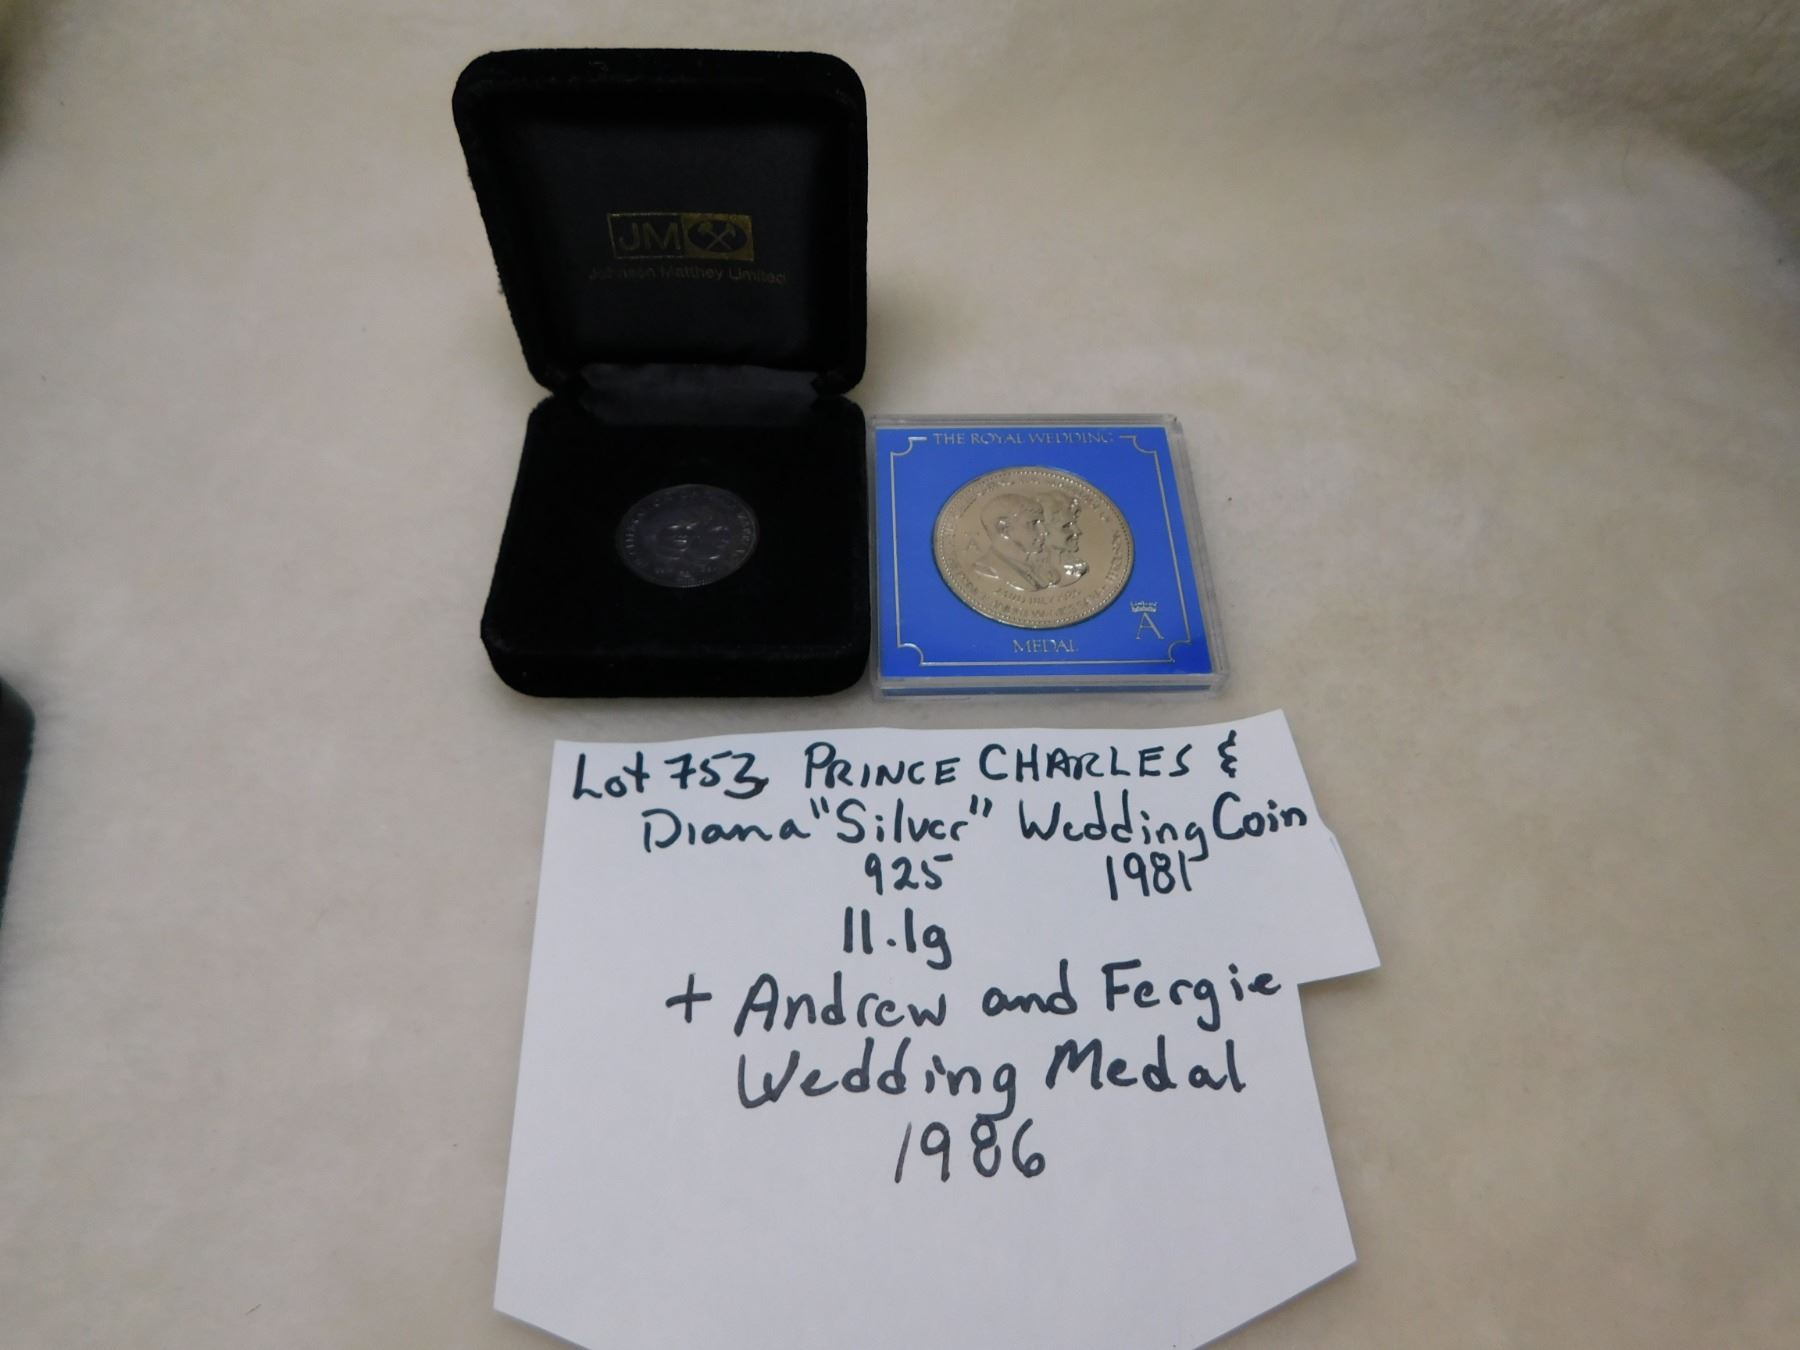 JM
Johnson Matthey Limited
THE ROYAL WEDDING
A
MEDAL
Lot 753 PRINCE CHARLES &
Diana "Silver" Wedding Coin
925 1981
11.1g
+ Andrew and Fergie
Wedding Medal
1986